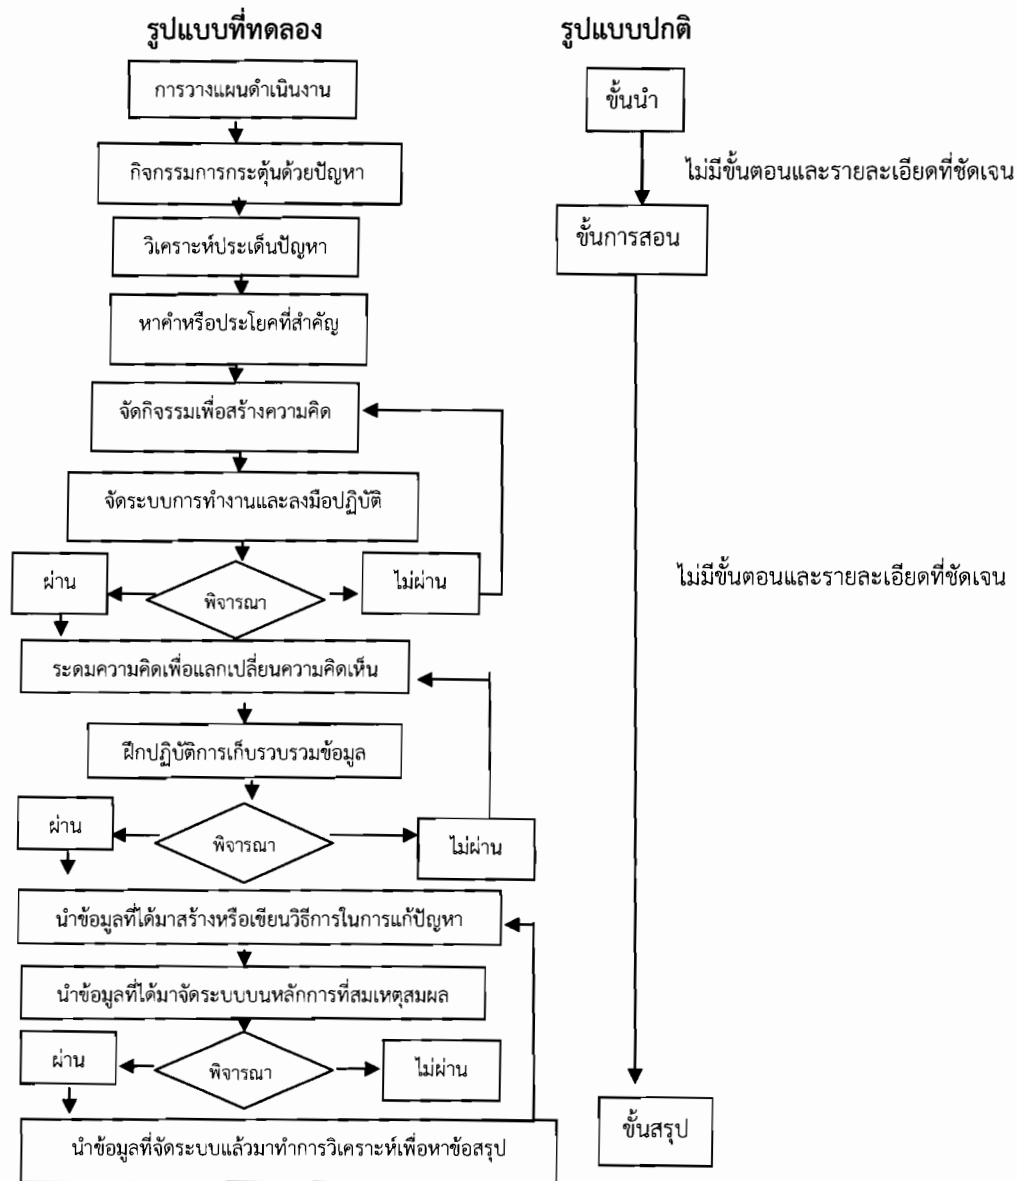 รูปแบบที่ทดลอง
รูปแบบปกติ
การวางแผนดำเนินงาน
กิจกรรมการกระตุ้นด้วยปัญหา
วิเคราะห์ประเด็นปัญหา
หาคำหรือประโยคที่สำคัญ
จัดกิจรรมเพื่อสร้างความคิด
จัดระบบการทำงานและลงมือปฏิบัติ
ผ่าน
พิจารณา
ไม่ผ่าน
ระดมความคิดเพื่อแลกเปลี่ยนความคิดเห็น
ฝึกปฏิบัติการเก็บรวบรวมข้อมูล
ผ่าน
พิจารณา
ไม่ผ่าน
นำข้อมูลที่ได้มาสร้างหรือเขียนวิธีการในการแก้ปัญหา
นำข้อมูลที่ได้มาจัดระบบบนหลักการที่สมเหตุสมผล
ผ่าน
พิจารณา
ไม่ผ่าน
นำข้อมูลที่จัดระบบแล้วมาทำการวิเคราะห์เพื่อหาข้อสรุป
ขั้นนำ
ไม่มีขั้นตอนและรายละเอียดที่ชัดเจน
ขั้นการสอน
ไม่มีขั้นตอนและรายละเอียดที่ชัดเจน
ขั้นสรุป